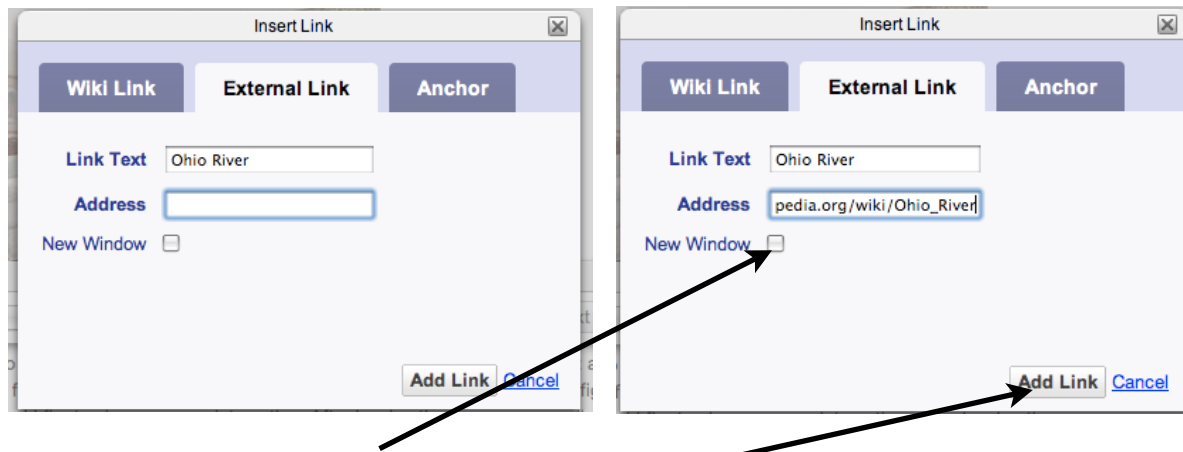 Insert Link
Wiki Link External Link Anchor
Link Text Ohio River
Address
New Window
Add Link Cancel
Insert Link
Wiki Link External Link Anchor
Link Text Ohio River
Address pedia.org/wiki/Ohio_River
New Window
Add Link Cancel